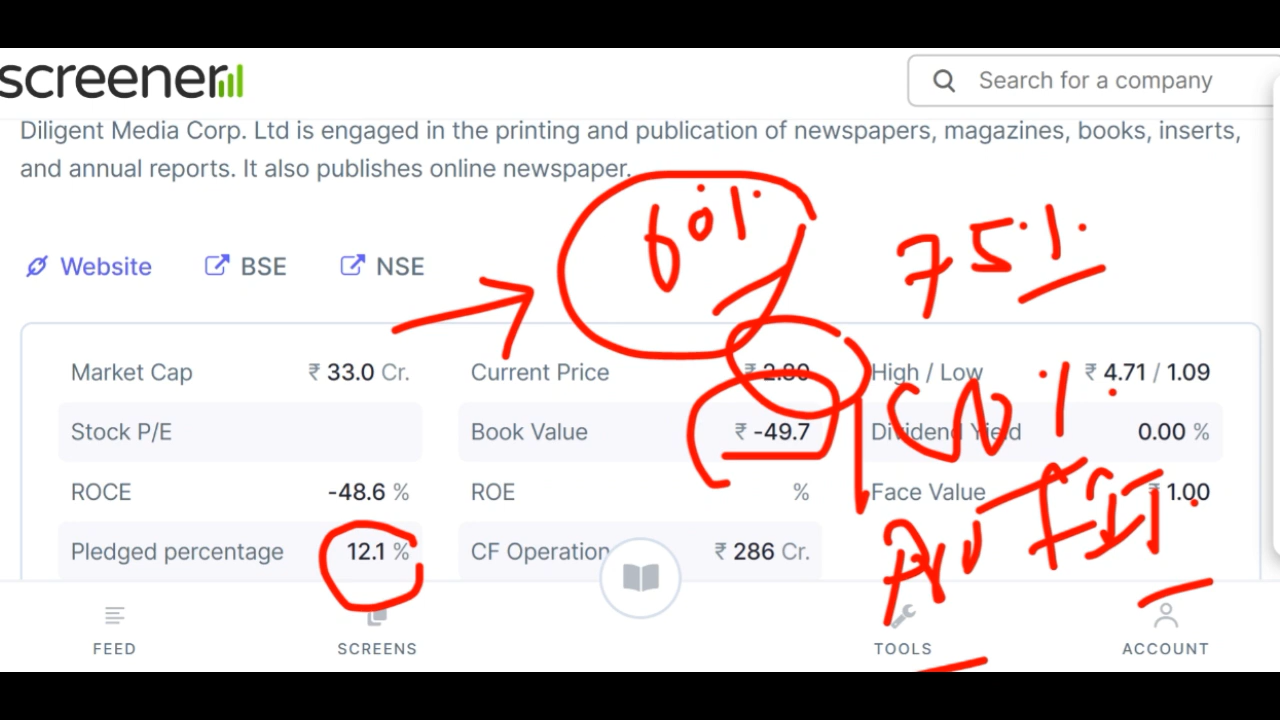 screener
Search for a company
Diligent Media Corp. Ltd is engaged in the printing and publication of newspapers, magazines, books, inserts,
and annual reports. It also publishes online newspaper.
60%
75%
Website BSE NSE
Market Cap ₹ 33.0 Cr. Current Price ₹ 2.80 High / Low ₹ 4.71 / 1.09
Stock P/E Book Value ₹ -49.7 Dividend Yield 0.00 %
ROCE -48.6 % ROE % Face Value ₹ 1.00
Pledged percentage 12.1 % CF Operation ₹ 286 Cr.
FII
FEED SCREENS TOOLS ACCOUNT